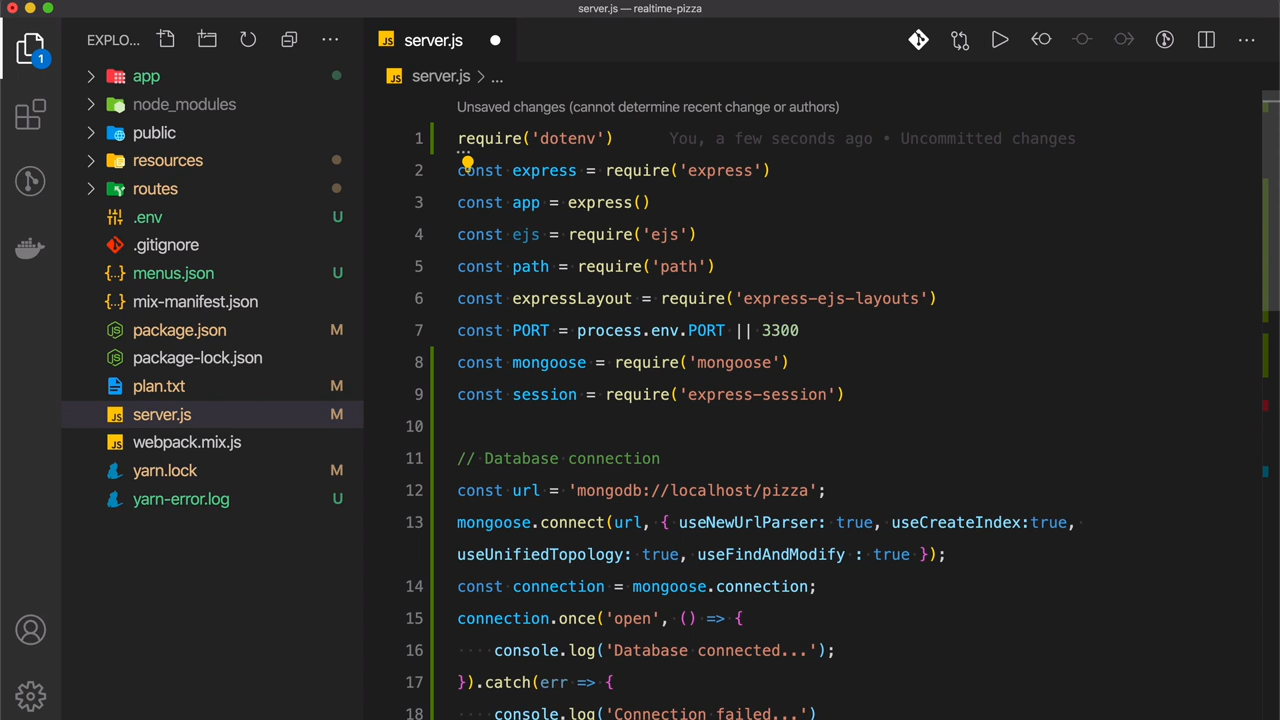 server.js — realtime-pizza
EXPLO...
server.js
server.js > ...
app
node_modules
public
resources
routes
.env U
.gitignore
menus.json U
mix-manifest.json
package.json M
package-lock.json
plan.txt M
server.js M
webpack.mix.js
yarn.lock M
yarn-error.log U
1
Unsaved changes (cannot determine recent change or authors)
1 require('dotenv') You, a few seconds ago • Uncommitted changes
2 const express = require('express')
3 const app = express()
4 const ejs = require('ejs')
5 const path = require('path')
6 const expressLayout = require('express-ejs-layouts')
7 const PORT = process.env.PORT || 3300
8 const mongoose = require('mongoose')
9 const session = require('express-session')
10
11 // Database connection
12 const url = 'mongodb://localhost/pizza';
13 mongoose.connect(url, { useNewUrlParser: true, useCreateIndex:true,
useUnifiedTopology: true, useFindAndModify : true });
14 const connection = mongoose.connection;
15 connection.once('open', () => {
16 console.log('Database connected...');
17 }).catch(err => {
18 console.log('Connection failed...')